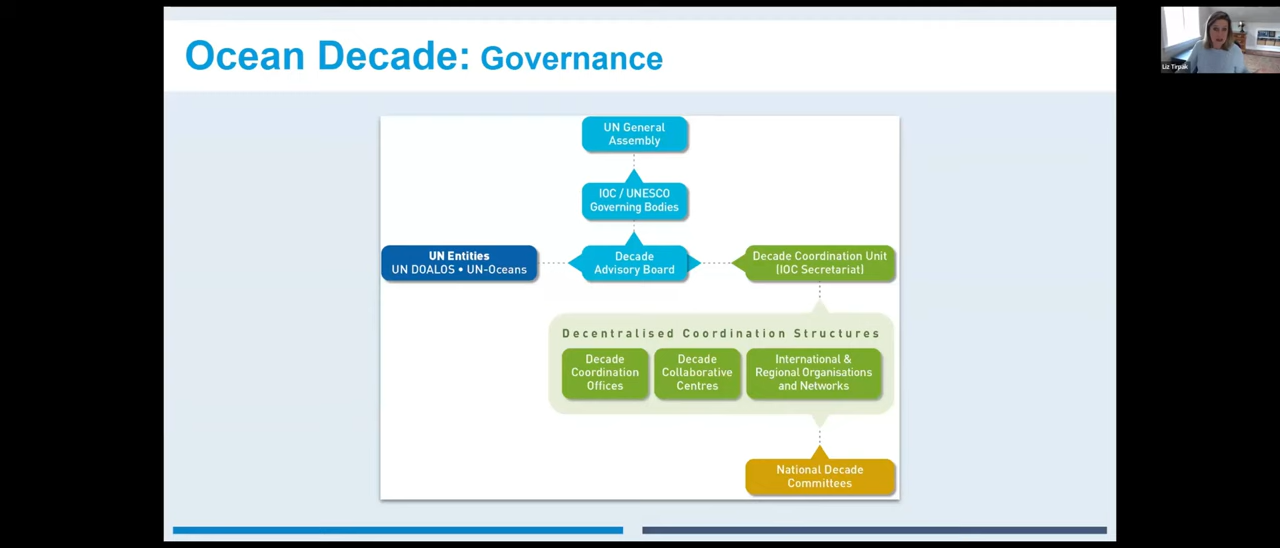 Ocean Decade: Governance
Liz Tirpak
UN General
Assembly
IOC / UNESCO
Governing Bodies
UN Entities
UN DOALOS • UN-Oceans
Decade
Advisory Board
Decade Coordination Unit
(IOC Secretariat)
Decentralised Coordination Structures
Decade
Coordination
Offices
Decade
Collaborative
Centres
International &
Regional Organisations
and Networks
National Decade
Committees